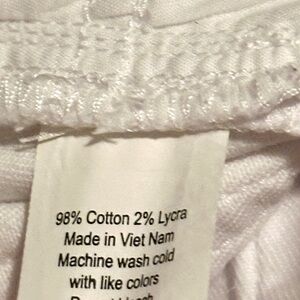 98% Cotton 2% Lycra
Made in Viet Nam
Machine wash cold
with like colors